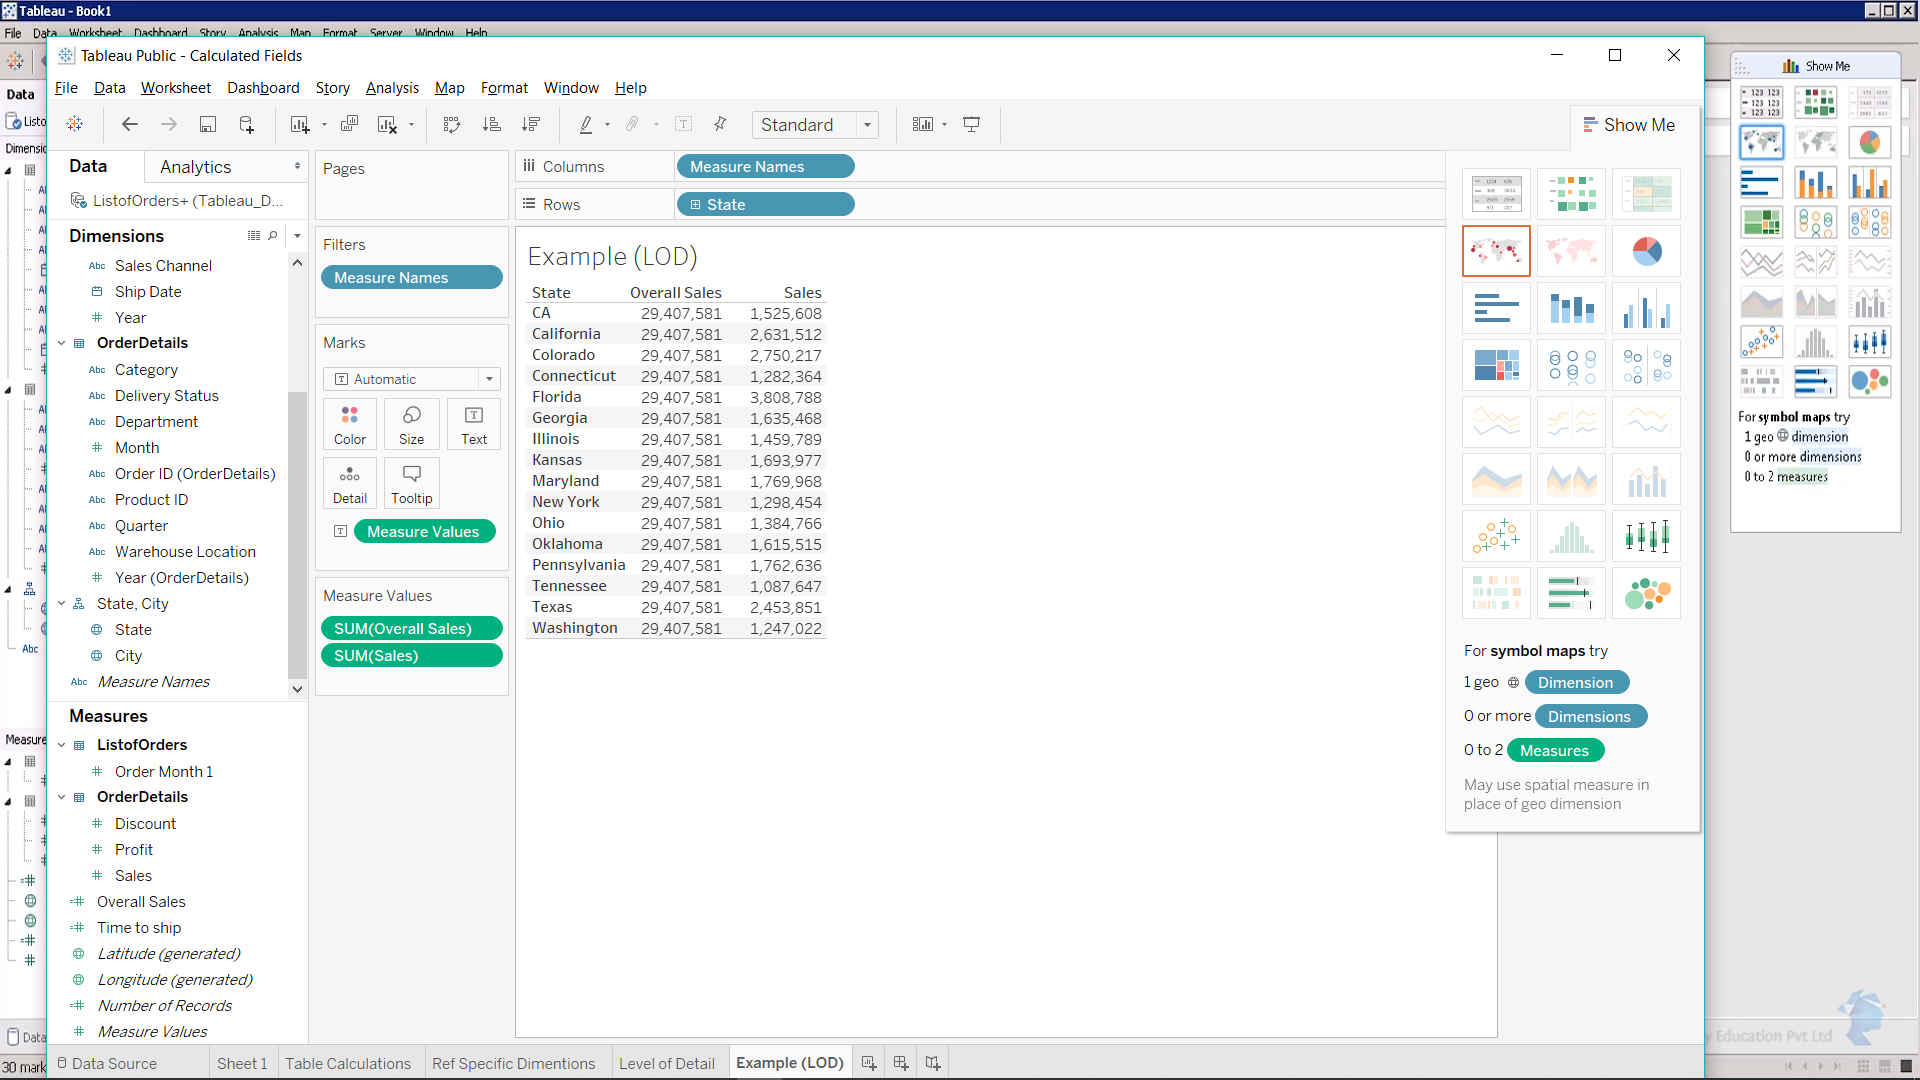 Tableau - Book1
File Data Worksheet Dashboard Story Analysis Map Format Server Window Help
Tableau Public - Calculated Fields
File Data Worksheet Dashboard Story Analysis Map Format Window Help
Standard
Show Me
Data Analytics
ListofOrders+ (Tableau_D...
Dimensions
Abc Sales Channel
Ship Date
Year
OrderDetails
Abc Category
Abc Delivery Status
Abc Department
Month
Abc Order ID (OrderDetails)
Abc Product ID
Abc Quarter
Abc Warehouse Location
Year (OrderDetails)
State, City
State
City
Abc Measure Names
Measures
ListofOrders
Order Month 1
OrderDetails
Discount
Profit
Sales
Overall Sales
Time to ship
Latitude (generated)
Longitude (generated)
Number of Records
Measure Values
Pages
Filters
Measure Names
Marks
Automatic
Color Size Text
Detail Tooltip
Measure Values
Measure Values
SUM(Overall Sales)
SUM(Sales)
Columns Measure Names
Rows State
Example (LOD)
State Overall Sales Sales
CA 29,407,581 1,525,608
California 29,407,581 2,631,512
Colorado 29,407,581 2,750,217
Connecticut 29,407,581 1,282,364
Florida 29,407,581 3,808,788
Georgia 29,407,581 1,635,468
Illinois 29,407,581 1,459,789
Kansas 29,407,581 1,693,977
Maryland 29,407,581 1,769,968
New York 29,407,581 1,298,454
Ohio 29,407,581 1,384,766
Oklahoma 29,407,581 1,615,515
Pennsylvania 29,407,581 1,762,636
Tennessee 29,407,581 1,087,647
Texas 29,407,581 2,453,851
Washington 29,407,581 1,247,022
For symbol maps try
1 geo Dimension
0 or more Dimensions
0 to 2 Measures
May use spatial measure in
place of geo dimension
Data Source Sheet 1 Table Calculations Ref Specific Dimentions Level of Detail Example (LOD)
Show Me
For symbol maps try
1 geo dimension
0 or more dimensions
0 to 2 measures
Data
Abc
Data
30 mark
Education Pvt Ltd